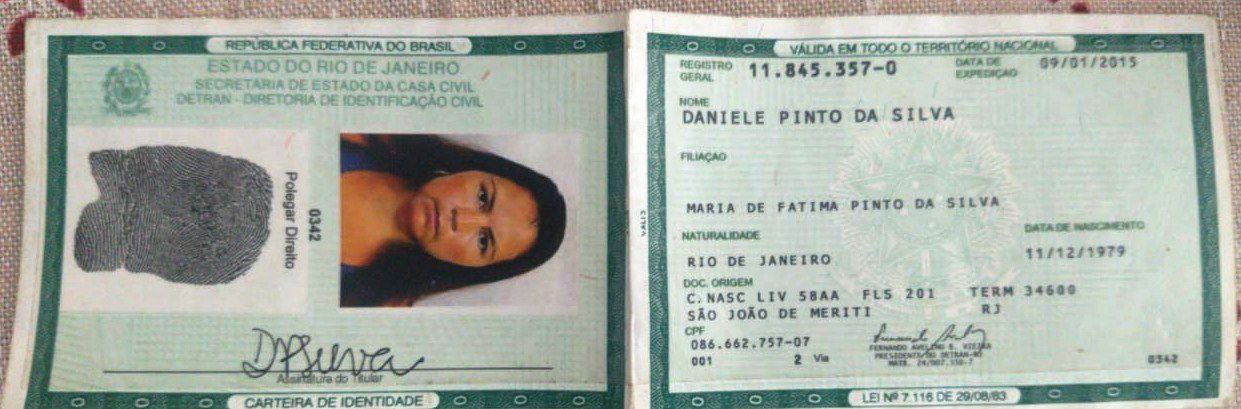 REPÚBLICA FEDERATIVA DO BRASIL
ESTADO DO RIO DE JANEIRO
SECRETARIA DE ESTADO DA CASA CIVIL
DETRAN - DIRETORIA DE IDENTIFICAÇÃO CIVIL
0342
Polegar Direito
DPSilva
Assinatura do Titular
CARTEIRA DE IDENTIDADE
VÁLIDA EM TODO O TERRITÓRIO NACIONAL
REGISTRO GERAL 11.845.357-0 DATA DE EXPEDIÇÃO 09/01/2015
NOME
DANIELE PINTO DA SILVA
FILIAÇÃO
MARIA DE FATIMA PINTO DA SILVA
NATURALIDADE DATA DE NASCIMENTO
RIO DE JANEIRO 11/12/1979
DOC. ORIGEM
C. NASC LIV 58AA FLS 201 TERM 34600
SÃO JOÃO DE MERITI RJ
CPF
086.662.757-07
001 2 Via
FERNANDO AVELINO B. VIEIRA
PRESIDENTE DO DETRAN-RJ
0342
LEI Nº 7.116 DE 29/08/83